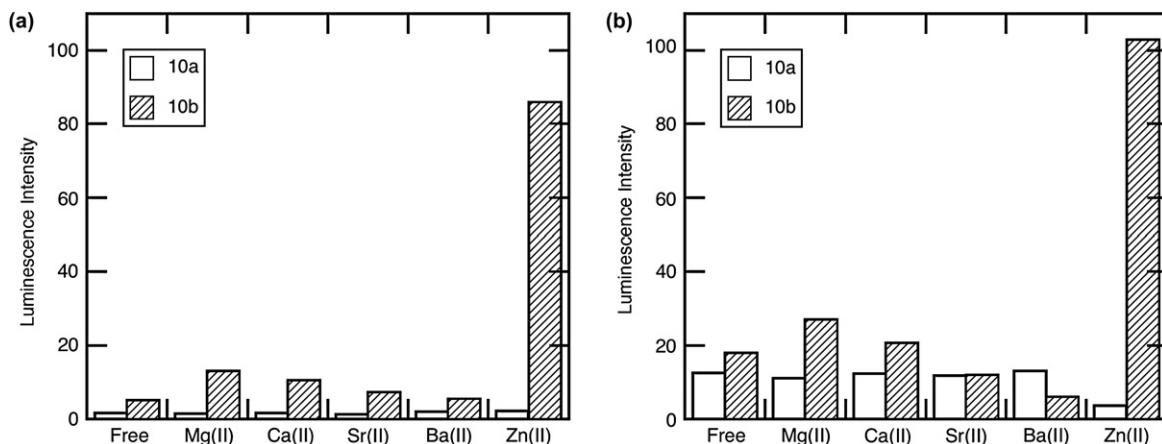 (a)
100
80
60
40
20
0
Luminescence Intensity
10a
10b
Free Mg(II) Ca(II) Sr(II) Ba(II) Zn(II)
(b)
100
80
60
40
20
0
Luminescence Intensity
10a
10b
Free Mg(II) Ca(II) Sr(II) Ba(II) Zn(II)